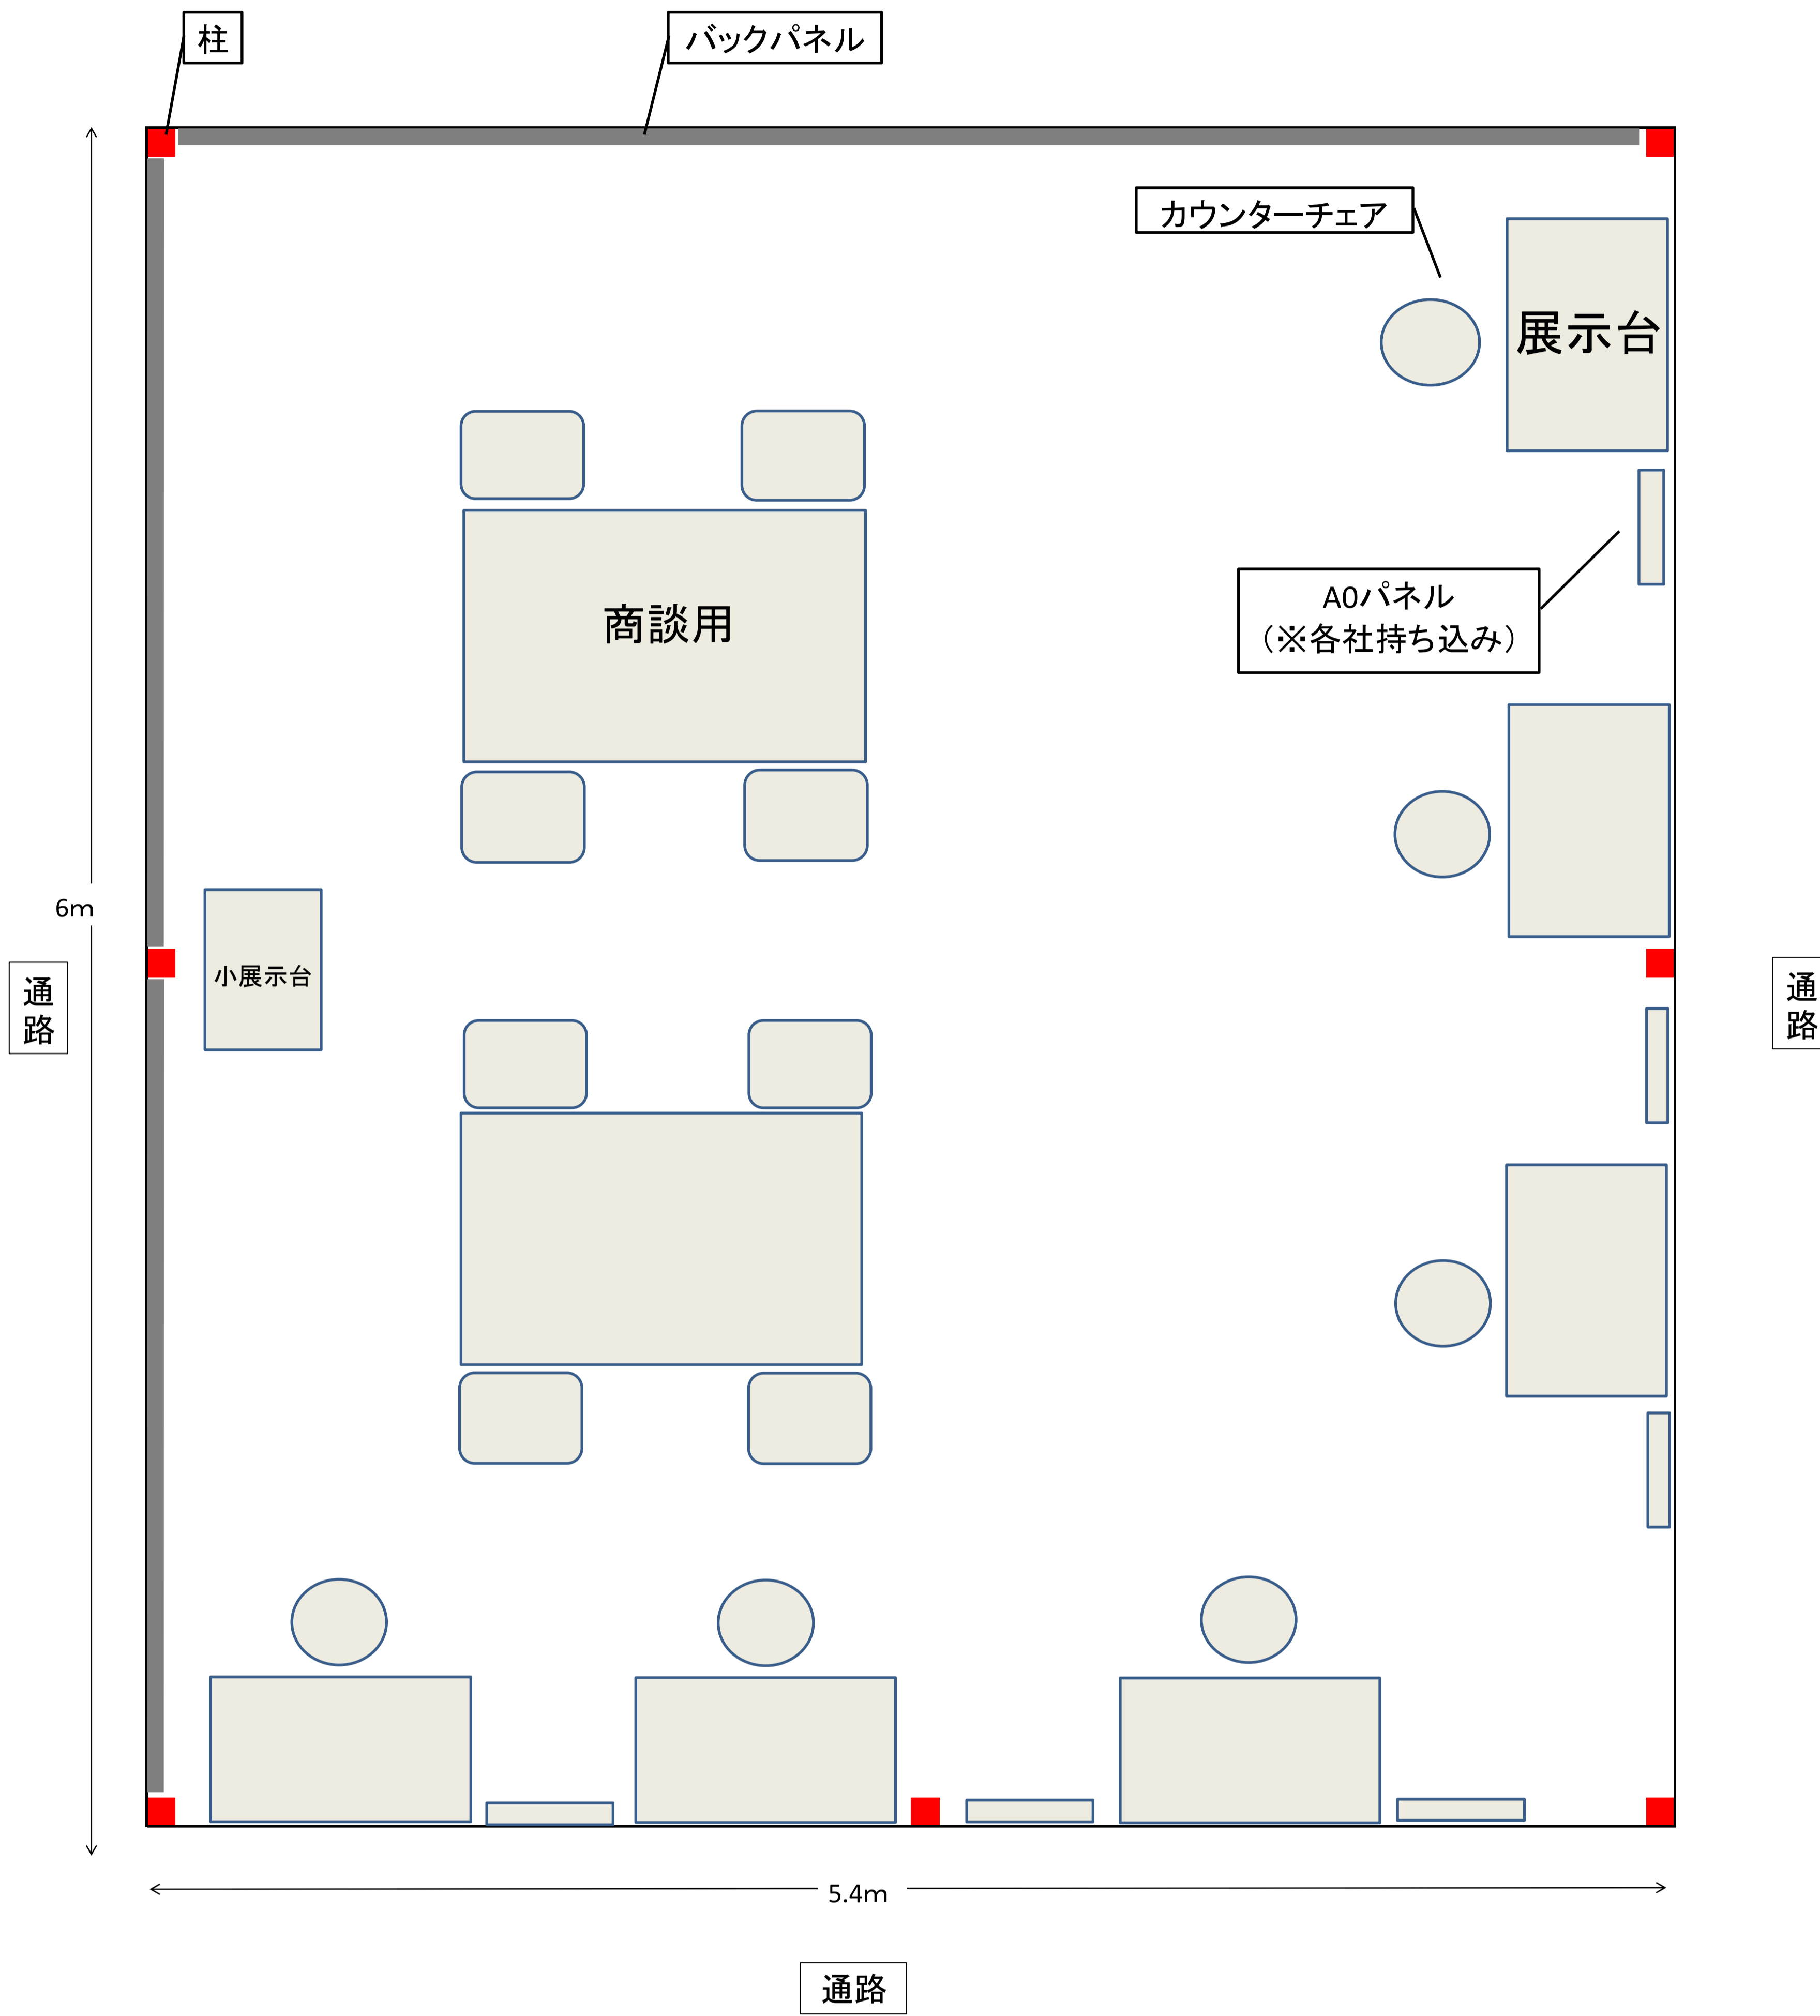 柱
バックパネル
カウンターチェア
展示台
A0パネル
（※各社持ち込み）
商談用
6m
通路
小展示台
通路
5.4m
通路